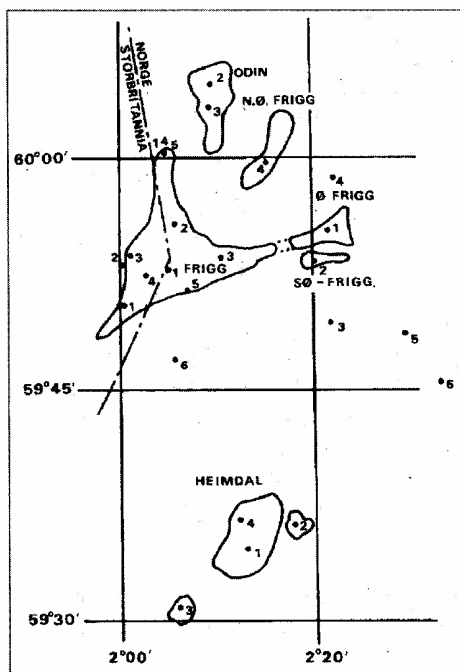 NORGE
STORBRITANNIA
ODIN
2
3
N.Ø. FRIGG
60°00'
1 4 5
4
4
Ø FRIGG
1
2
3
2
3
1 FRIGG
4
2
SØ-FRIGG.
5
1
3
5
6
6
59°45'
HEIMDAL
4
2
1
3
59°30'
2°00'
2°20'